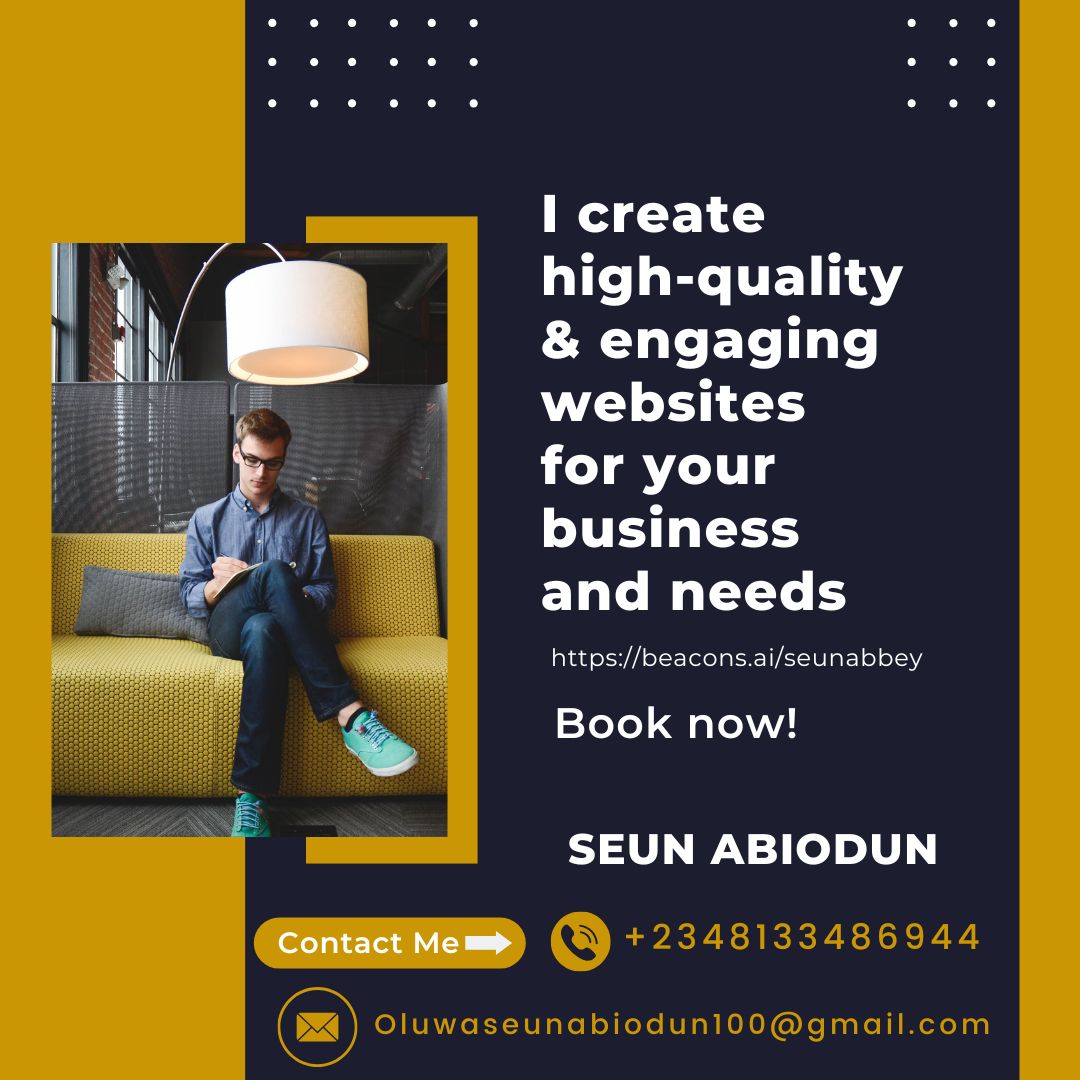 I create
high-quality
& engaging
websites
for your
business
and needs
https://beacons.ai/seunabbey
Book now!
SEUN ABIODUN
Contact Me
+2348133486944
Oluwaseunabiodun100@gmail.com